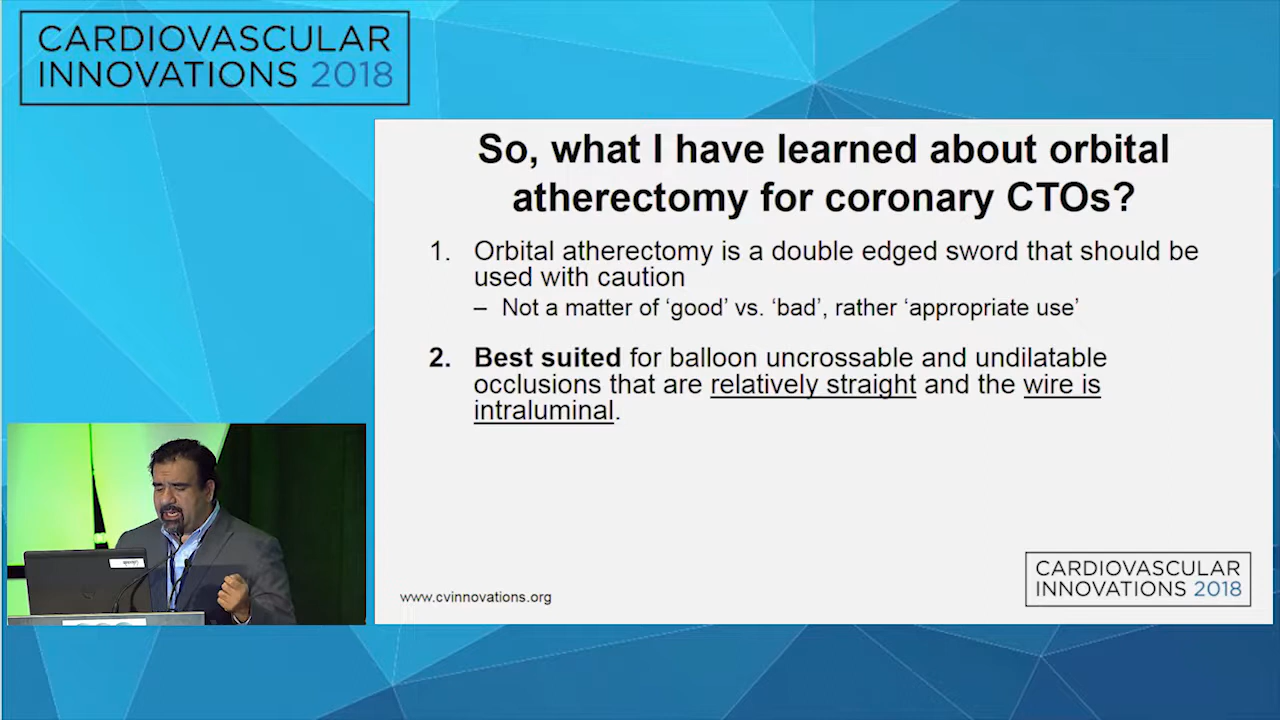 CARDIOVASCULAR
INNOVATIONS 2018
So, what I have learned about orbital
atherectomy for coronary CTOs?
1. Orbital atherectomy is a double edged sword that should be
used with caution
– Not a matter of ‘good’ vs. ‘bad’, rather ‘appropriate use’
2. Best suited for balloon uncrossable and undilatable
occlusions that are relatively straight and the wire is
intraluminal.
www.cvinnovations.org
CARDIOVASCULAR
INNOVATIONS 2018